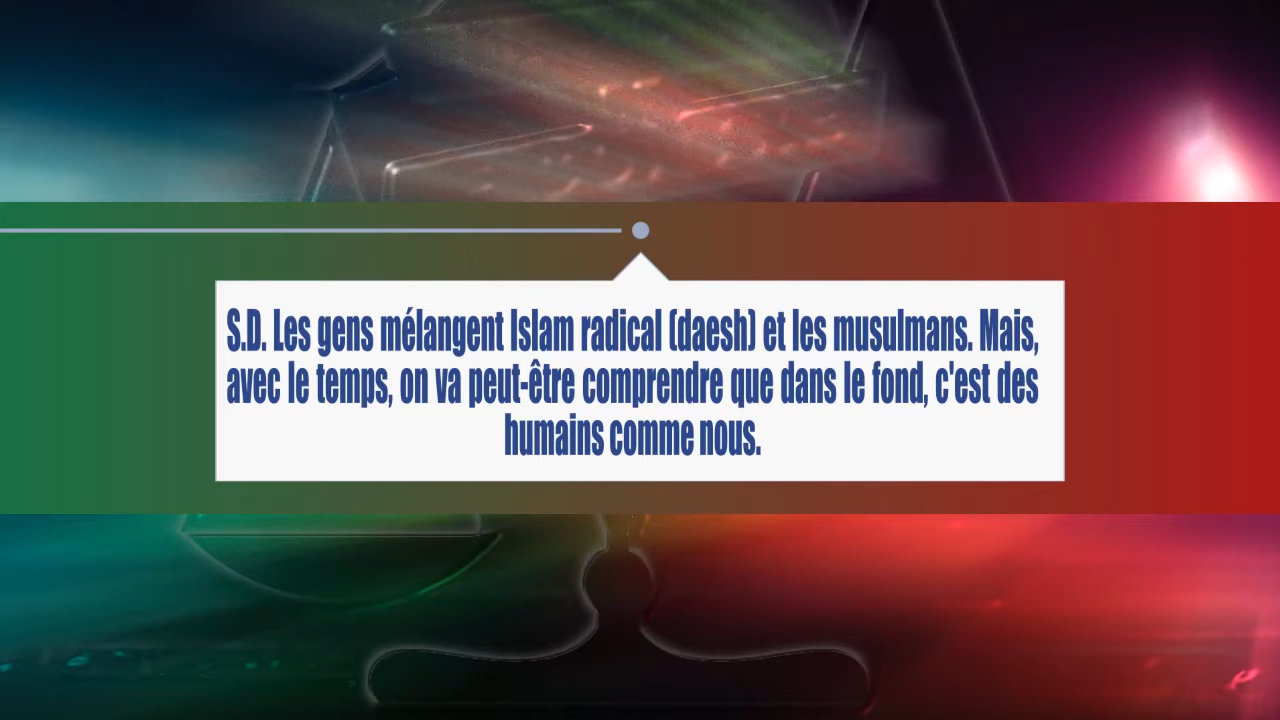 S.D. Les gens mélangent Islam radical (daesh) et les musulmans. Mais,
avec le temps, on va peut-être comprendre que dans le fond, c'est des
humains comme nous.